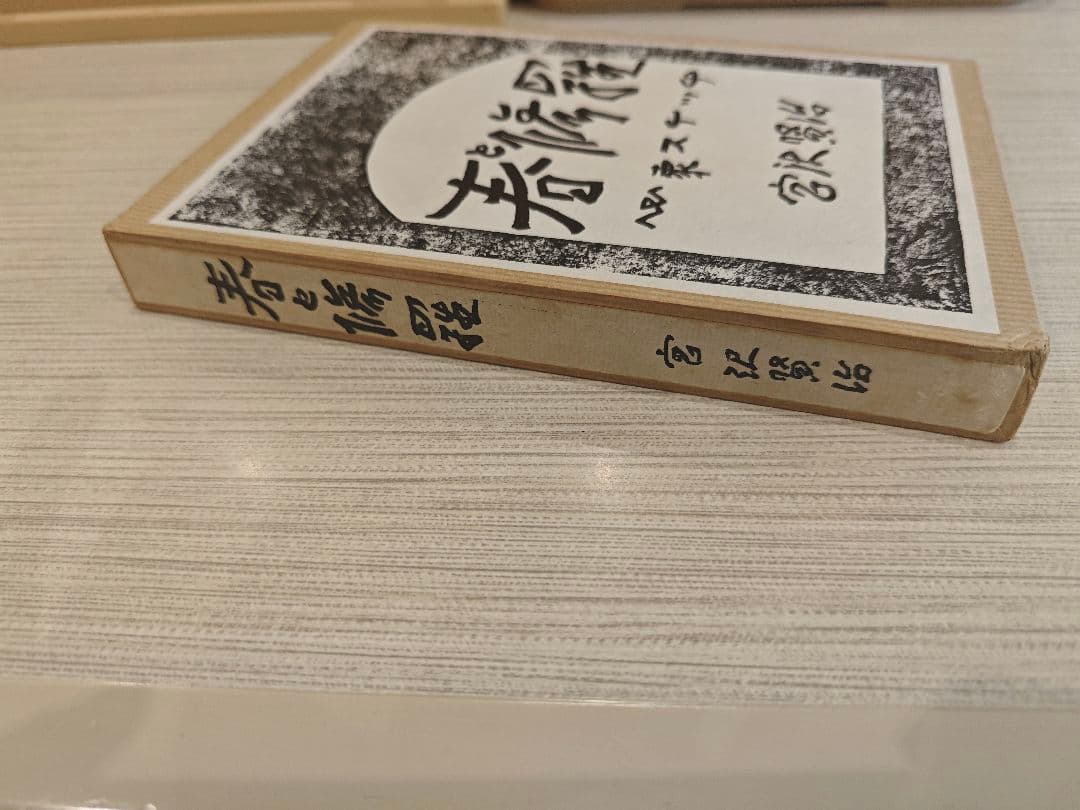 春と修羅
心象スケッチ
宮沢賢治
春と修羅 宮沢賢治